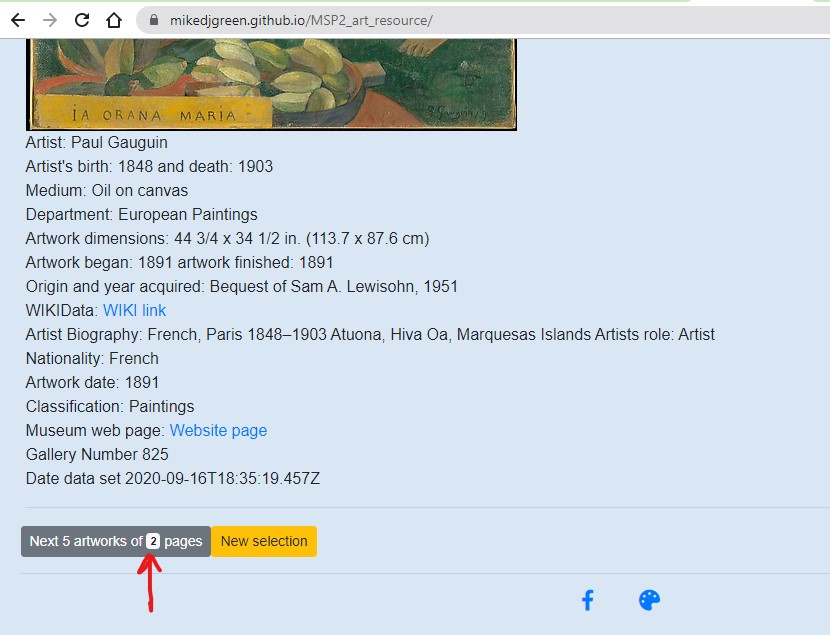 mikedjgreen.github.io/MSP2_art_resource/
IA ORANA MARIA
Artist: Paul Gauguin
Artist's birth: 1848 and death: 1903
Medium: Oil on canvas
Department: European Paintings
Artwork dimensions: 44 3/4 x 34 1/2 in. (113.7 x 87.6 cm)
Artwork began: 1891 artwork finished: 1891
Origin and year acquired: Bequest of Sam A. Lewisohn, 1951
WIKIData: WIKI link
Artist Biography: French, Paris 1848–1903 Atuona, Hiva Oa, Marquesas Islands Artists role: Artist
Nationality: French
Artwork date: 1891
Classification: Paintings
Museum web page: Website page
Gallery Number 825
Date data set 2020-09-16T18:35:19.457Z
Next 5 artworks of 2 pages New selection